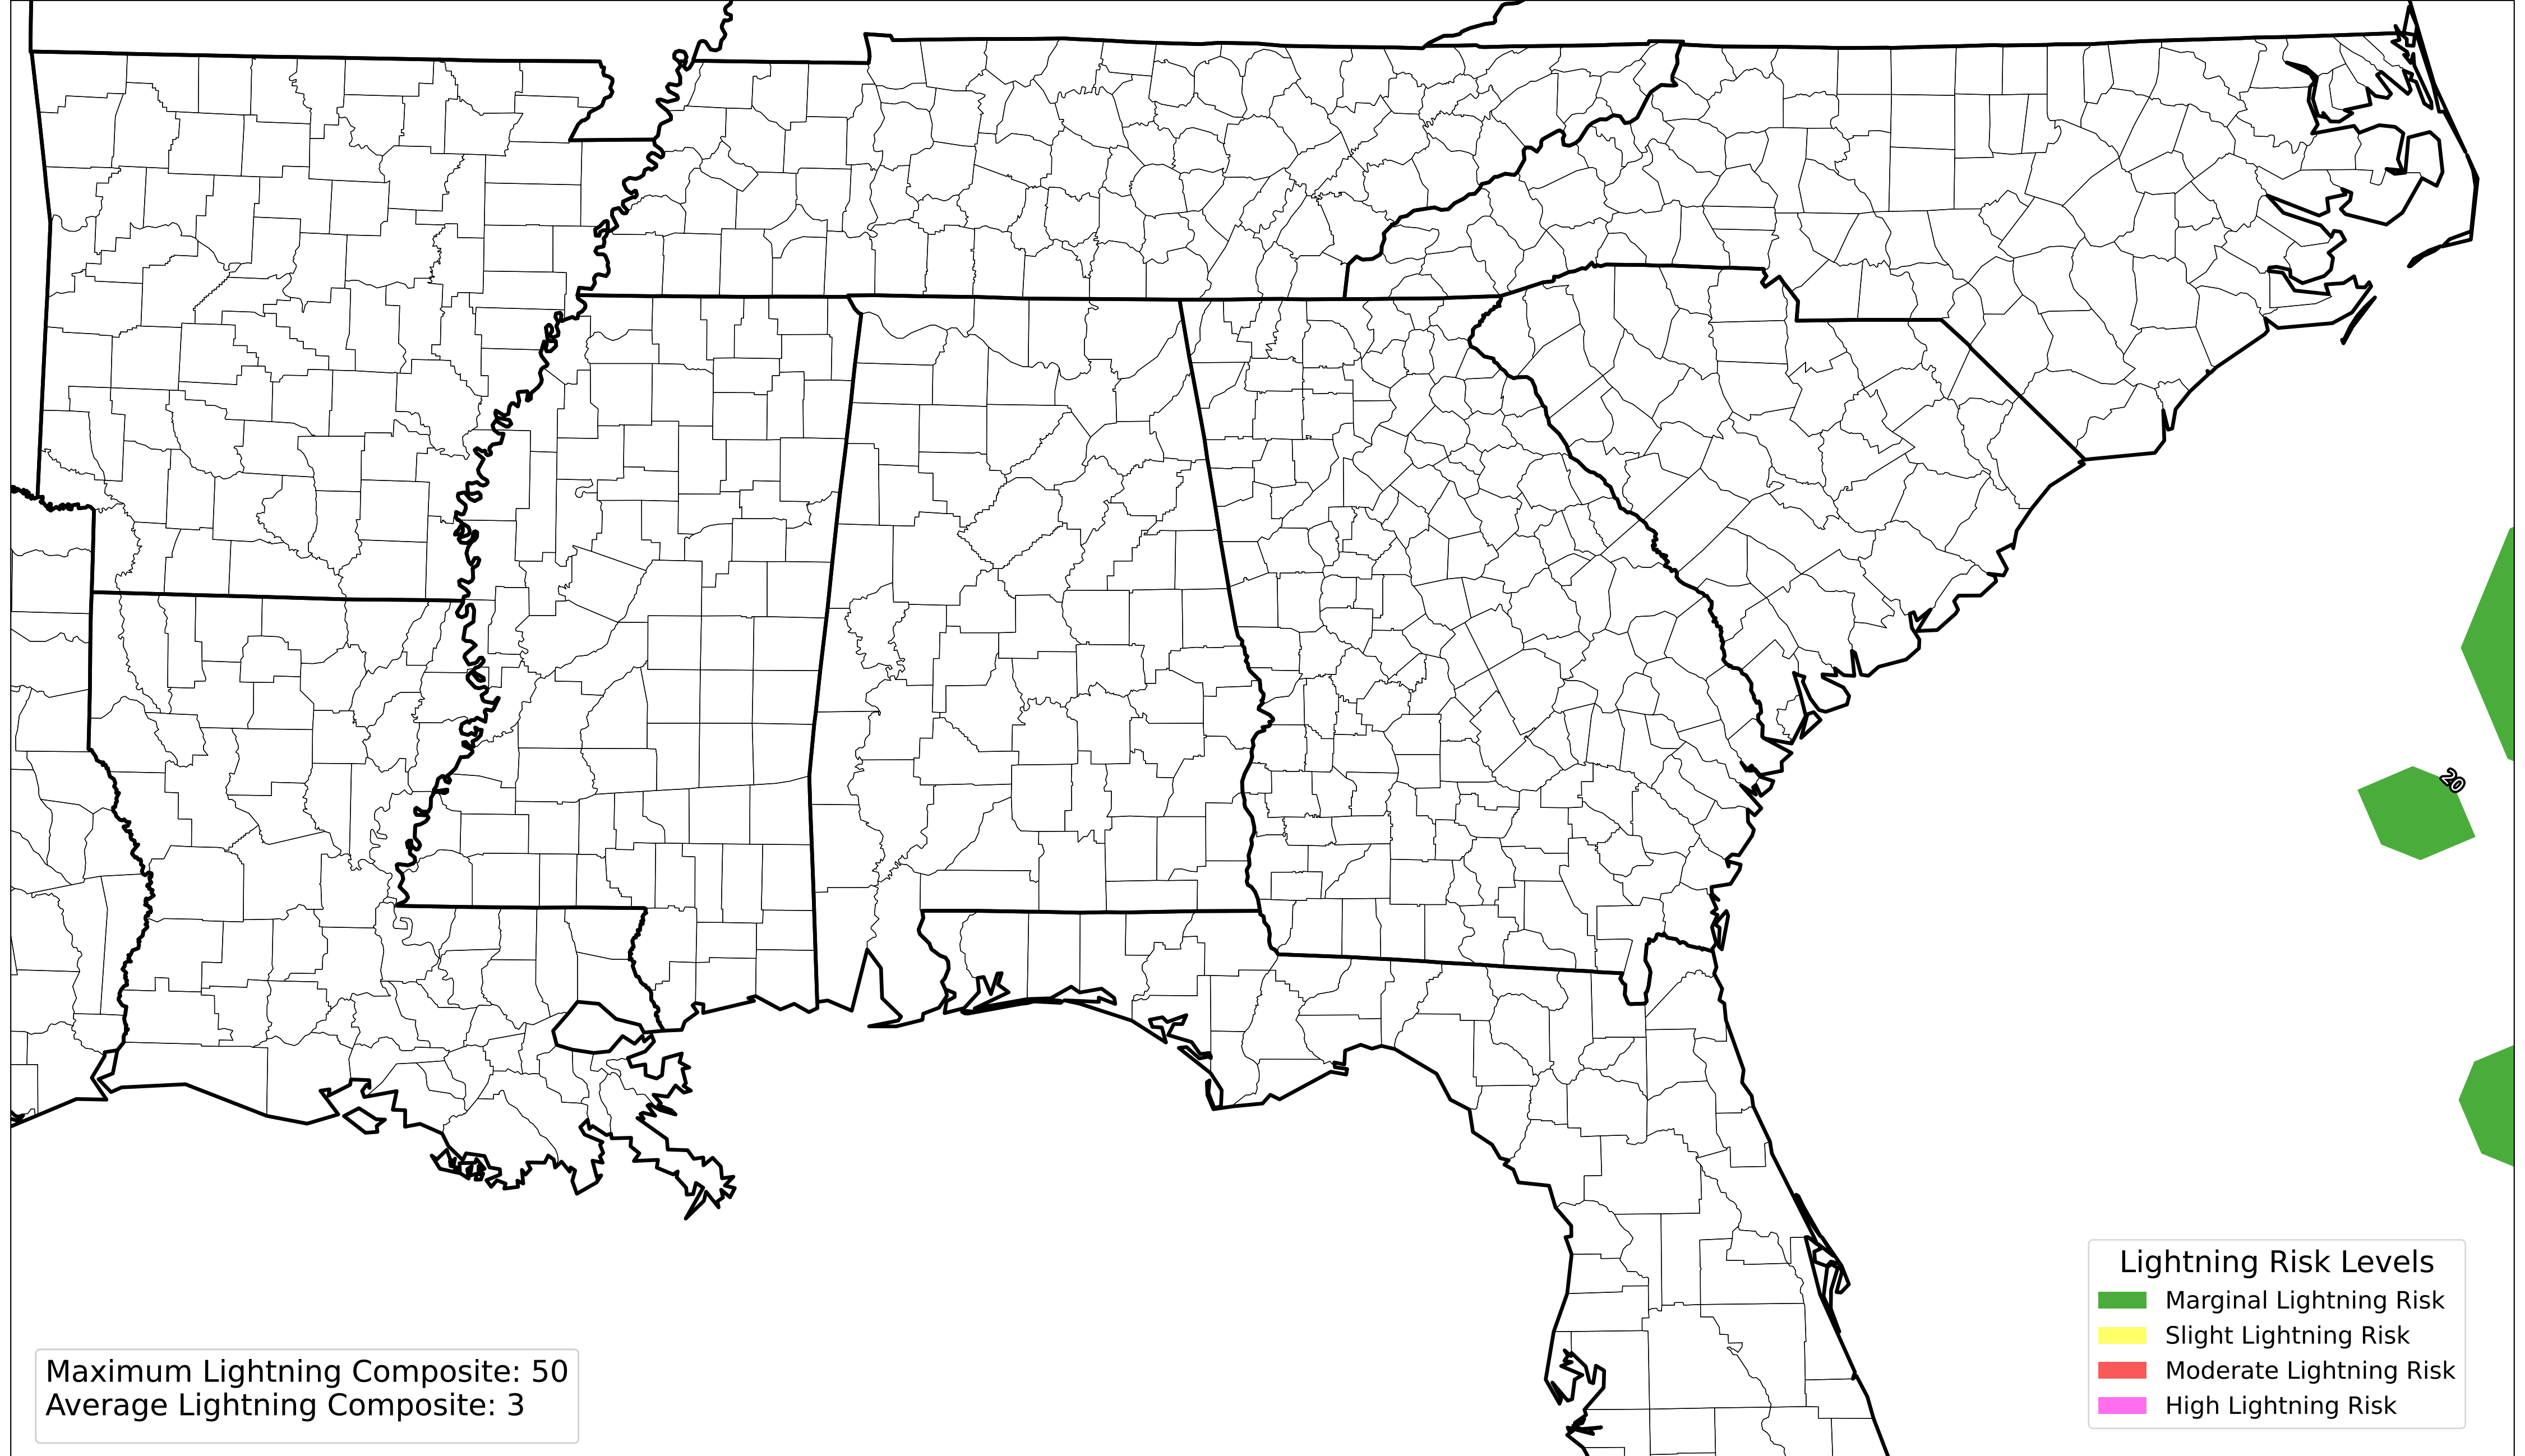 20
Lightning Risk Levels
Marginal Lightning Risk
Slight Lightning Risk
Moderate Lightning Risk
High Lightning Risk
Maximum Lightning Composite: 50
Average Lightning Composite: 3